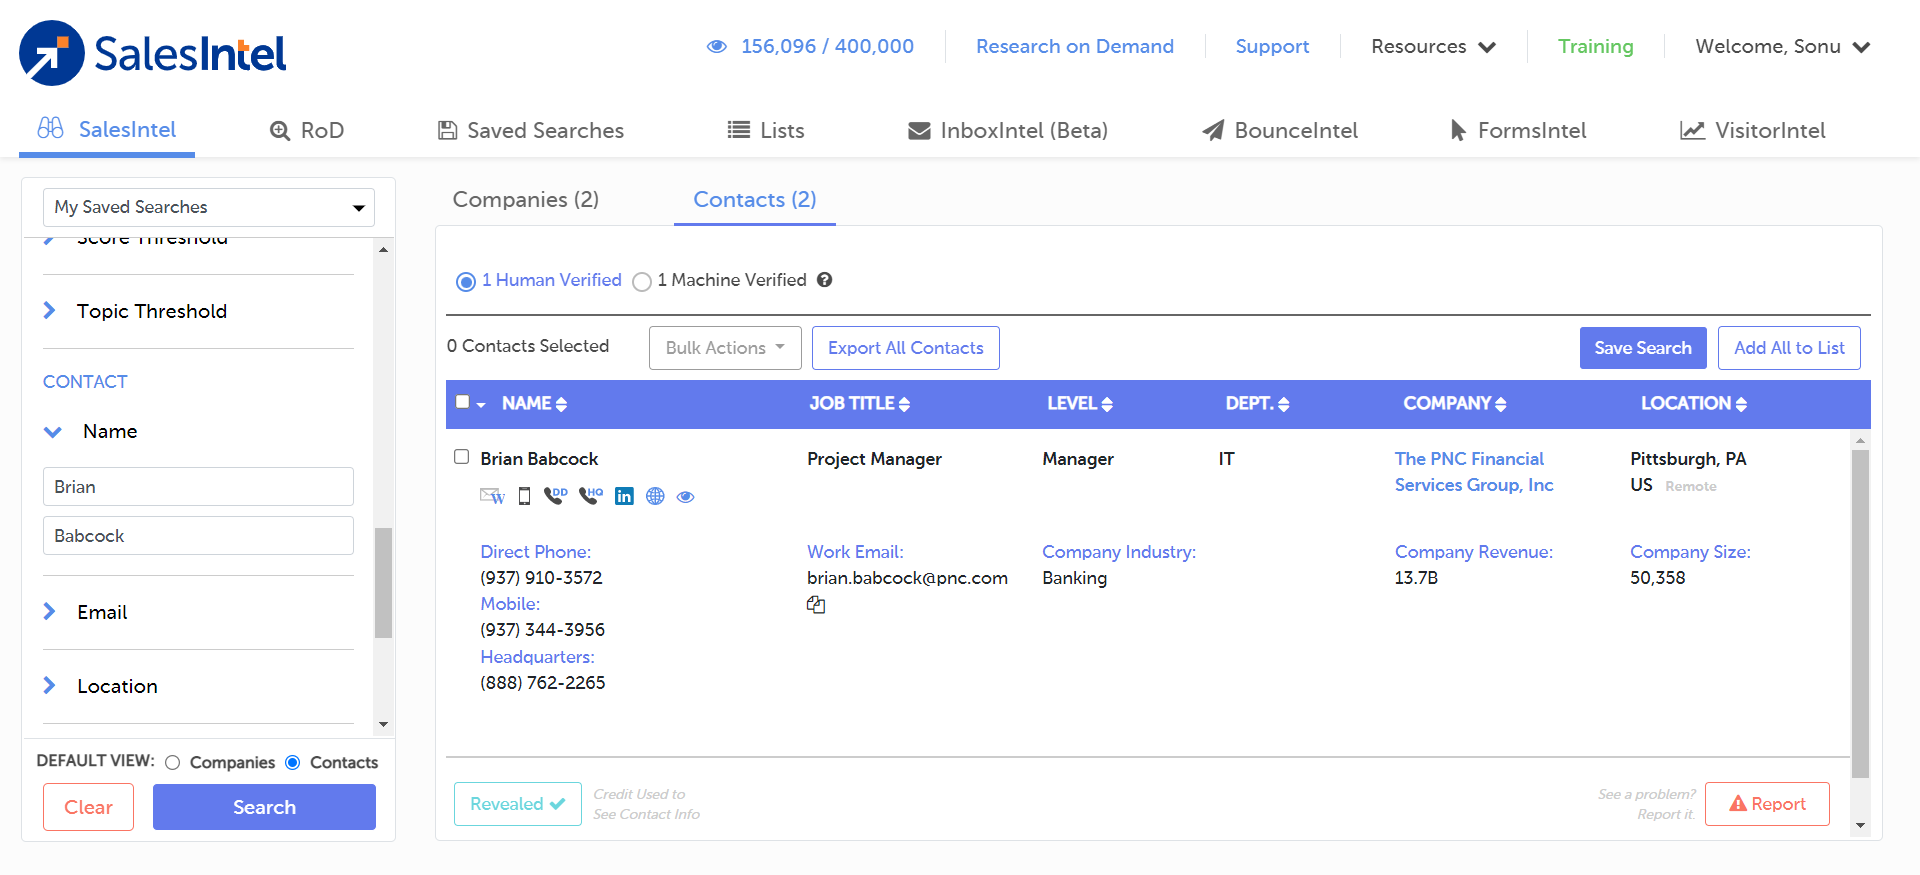 SalesIntel
156,096 / 400,000
Research on Demand
Support
Resources
Training
Welcome, Sonu
SalesIntel
RoD
Saved Searches
Lists
InboxIntel (Beta)
BounceIntel
FormsIntel
VisitorIntel
My Saved Searches
Score Threshold
Topic Threshold
CONTACT
Name
Brian
Babcock
Email
Location
DEFAULT VIEW:
Companies
Contacts
Clear
Search
Companies (2)
Contacts (2)
1 Human Verified
1 Machine Verified
0 Contacts Selected
Bulk Actions
Export All Contacts
Save Search
Add All to List
NAME
JOB TITLE
LEVEL
DEPT.
COMPANY
LOCATION
Brian Babcock
Project Manager
Manager
IT
The PNC Financial
Services Group, Inc
Pittsburgh, PA
US Remote
W
DD
HQ
in
Direct Phone:
(937) 910-3572
Mobile:
(937) 344-3956
Headquarters:
(888) 762-2265
Work Email:
brian.babcock@pnc.com
Company Industry:
Banking
Company Revenue:
13.7B
Company Size:
50,358
Revealed
Credit Used to
See Contact Info
See a problem?
Report it.
Report